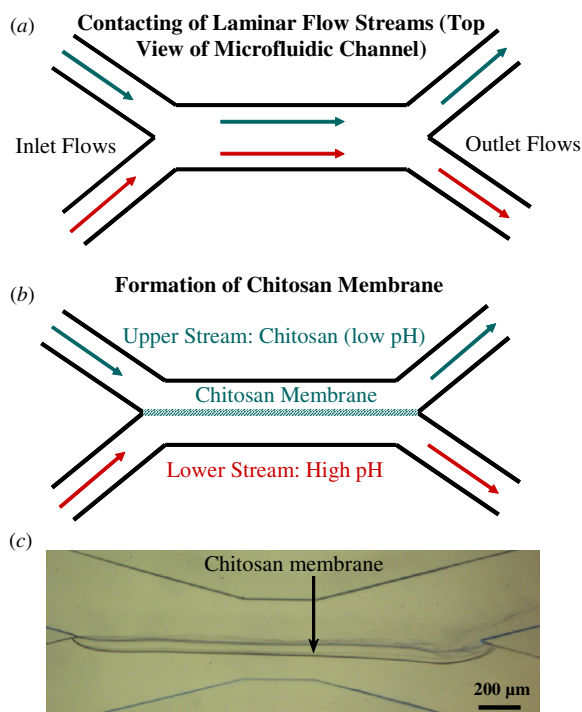 (a)
Contacting of Laminar Flow Streams (Top
View of Microfluidic Channel)
Inlet Flows
Outlet Flows
(b)
Formation of Chitosan Membrane
Upper Stream: Chitosan (low pH)
Chitosan Membrane
Lower Stream: High pH
(c)
Chitosan membrane
200 µm